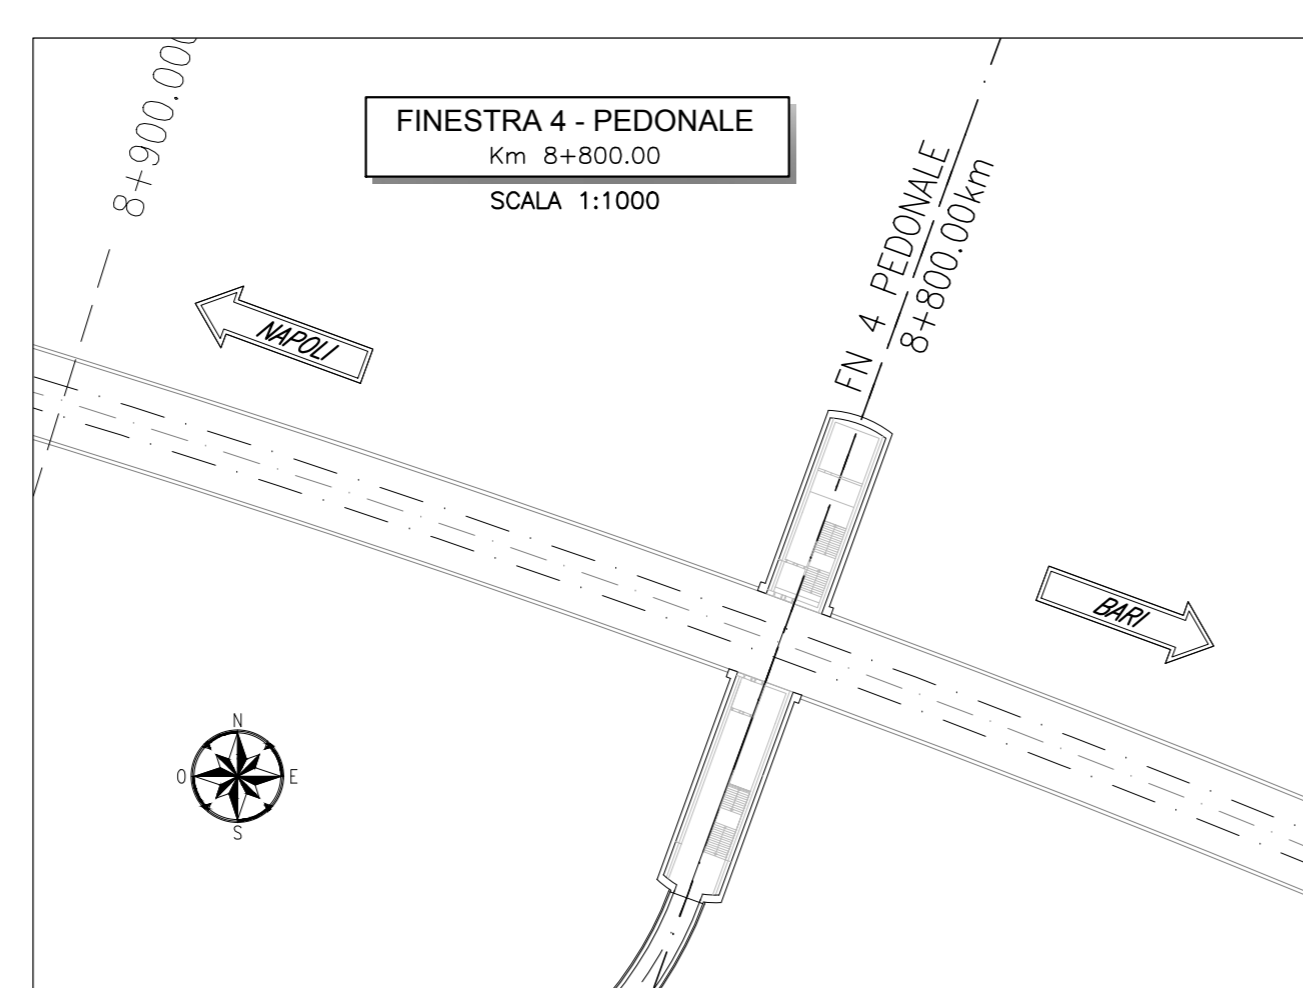 8+900.000
FINESTRA 4 - PEDONALE
Km 8+800.00
SCALA 1:1000
FN 4 PEDONALE
8+800.00km
NAPOLI
BARI
N
O
E
S